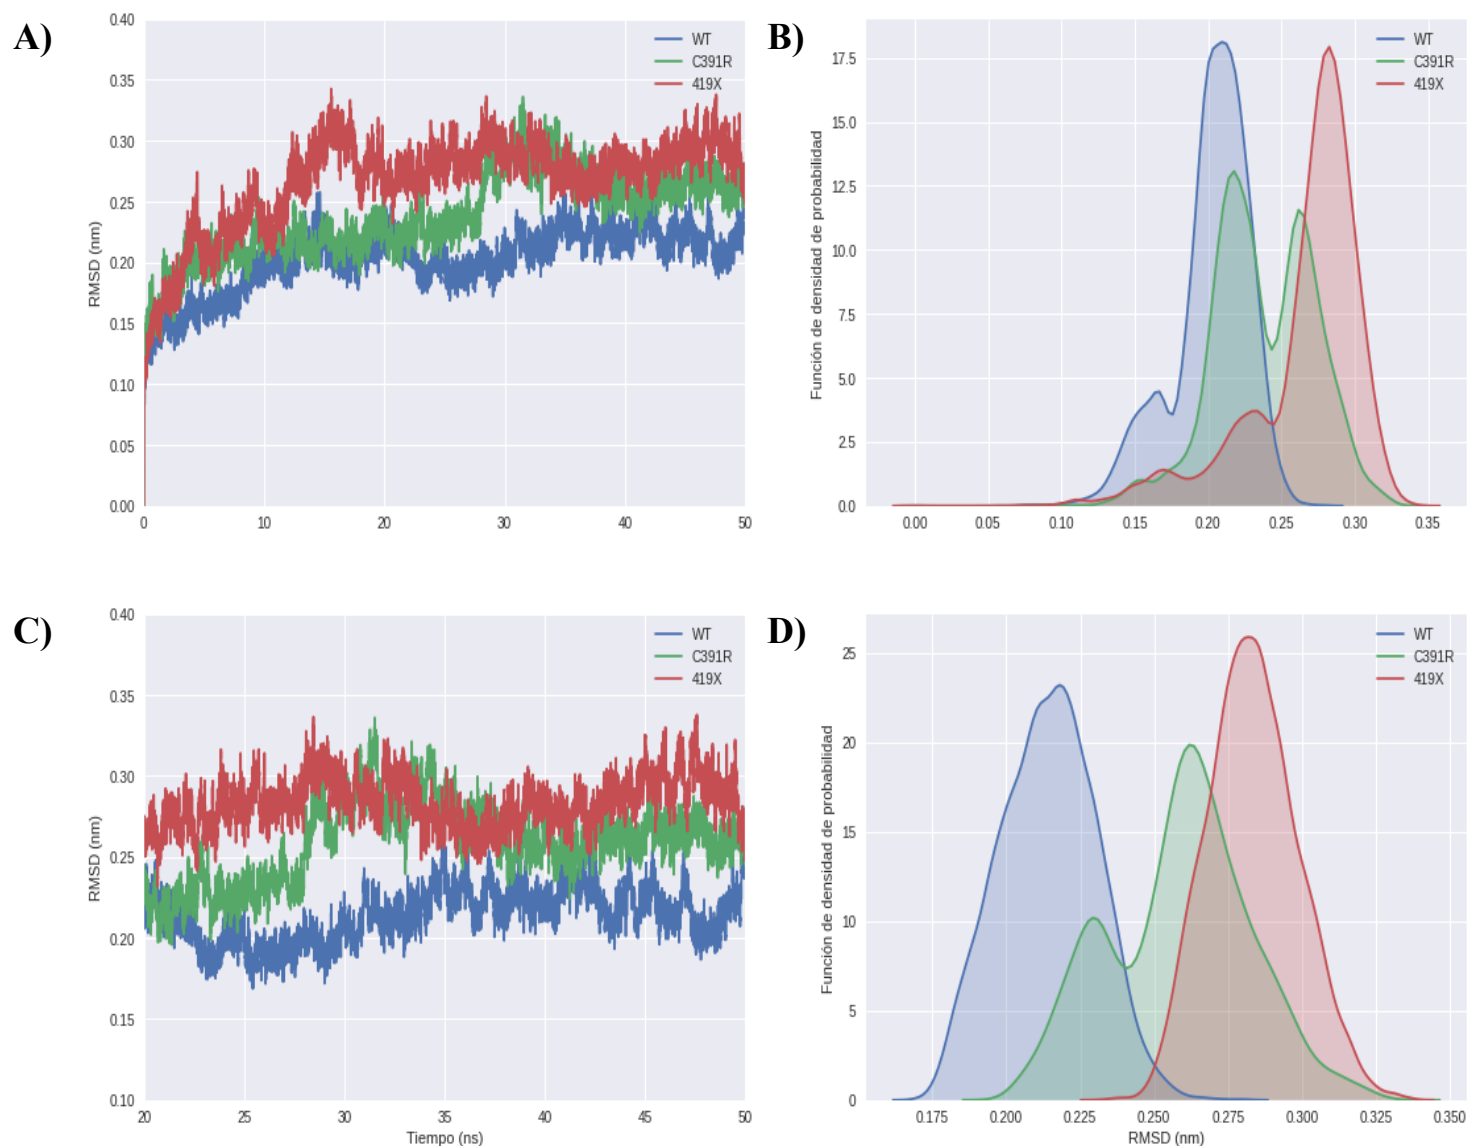 A)
0.40
0.35
0.30
0.25
0.20
0.15
0.10
0.05
0.00
RMSD (nm)
0
10
20
30
40
50
WT
C391R
419X
B)
17.5
15.0
12.5
10.0
7.5
5.0
2.5
0.0
Función de densidad de probabilidad
0.00
0.05
0.10
0.15
0.20
0.25
0.30
0.35
WT
C391R
419X
C)
0.40
0.35
0.30
0.25
0.20
0.15
0.10
RMSD (nm)
20
25
30
35
40
45
50
Tiempo (ns)
WT
C391R
419X
D)
25
20
15
10
5
0
Función de densidad de probabilidad
0.175
0.200
0.225
0.250
0.275
0.300
0.325
0.350
RMSD (nm)
WT
C391R
419X